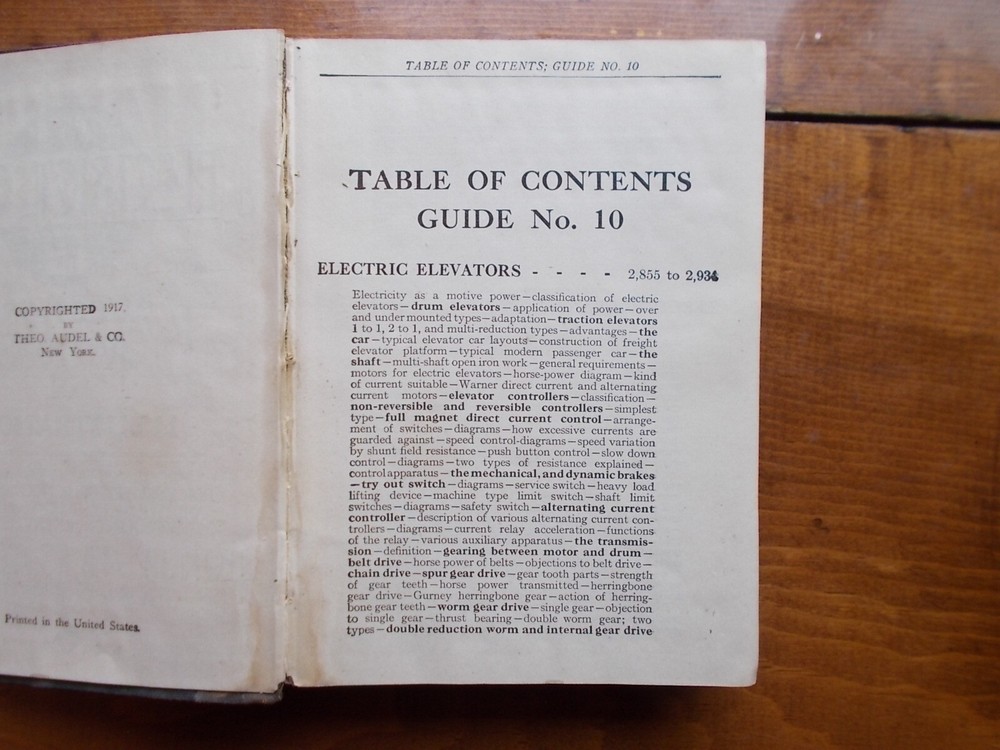 COPYRIGHTED 1917,
BY
THEO. AUDEL & CO.
NEW YORK.
Printed in the United States.
TABLE OF CONTENTS; GUIDE NO. 10
TABLE OF CONTENTS
GUIDE No. 10
ELECTRIC ELEVATORS - - - - 2,855 to 2,934
Electricity as a motive power—classification of electric
elevators—drum elevators—application of power—over
and under mounted types—adaptation—traction elevators
1 to 1, 2 to 1, and multi-reduction types—advantages—the
car—typical elevator car layouts—construction of freight
elevator platform—typical modern passenger car—the
shaft—multi-shaft open iron work—general requirements—
motors for electric elevators—horse-power diagram—kind
of current suitable—Warner direct current and alternating
current motors—elevator controllers—classification—
non-reversible and reversible controllers—simplest
type—full magnet direct current control—arrange-
ment of switches—diagrams—how excessive currents are
guarded against—speed control-diagrams—speed variation
by shunt field resistance—push button control—slow down
control—diagrams—two types of resistance explained—
control apparatus—the mechanical, and dynamic brakes
—try out switch—diagrams—service switch—heavy load
lifting device—machine type limit switch—shaft limit
switches—diagrams—safety switch—alternating current
controller—description of various alternating current con-
trollers—diagrams—current relay acceleration—functions
of the relay—various auxiliary apparatus—the transmis-
sion—definition—gearing between motor and drum—
belt drive—horse power of belts—objections to belt drive—
chain drive—spur gear drive—gear tooth parts—strength
of gear teeth—horse power transmitted—herringbone
gear drive—Gurney herringbone gear—action of herring-
bone gear teeth—worm gear drive—single gear—objection
to single gear—thrust bearing—double worm gear; two
types—double reduction worm and internal gear drive